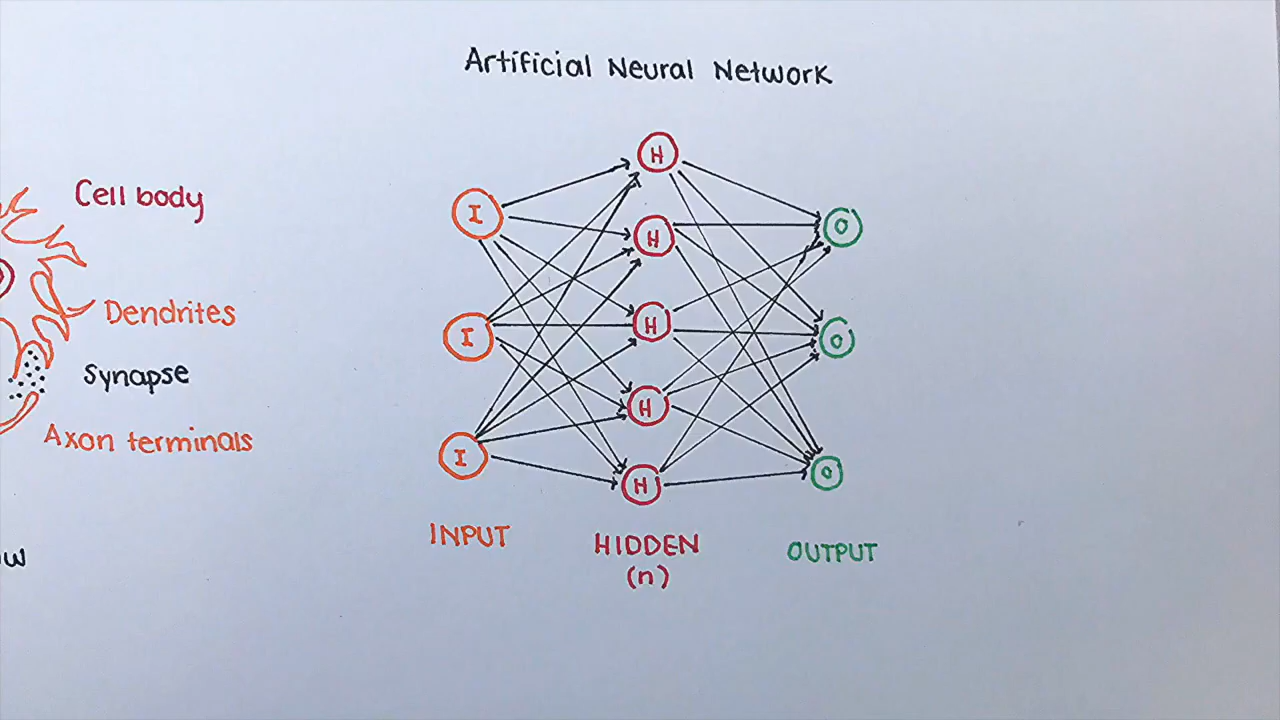 Artificial Neural Network
Cell body
Dendrites
Synapse
Axon terminals
I
I
I
H
H
H
H
H
O
O
O
INPUT
HIDDEN
(n)
OUTPUT